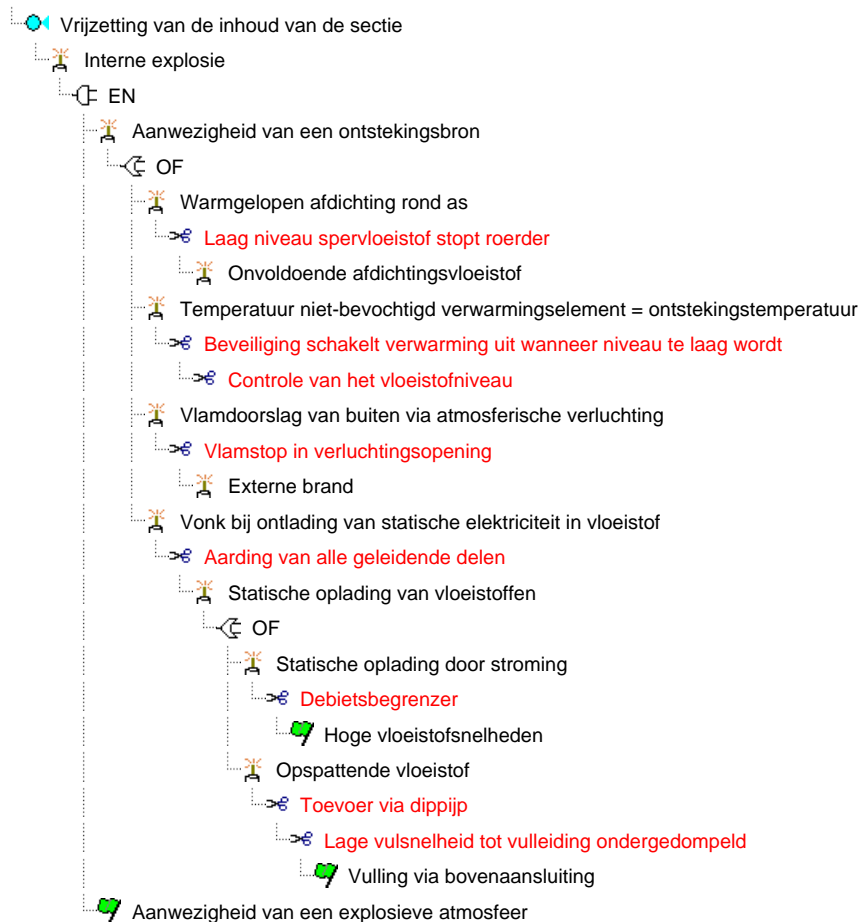 Vrijzetting van de inhoud van de sectie
Interne explosie
EN
Aanwezigheid van een ontstekingsbron
OF
Warmgelopen afdichting rond as
Laag niveau spervloeistof stopt roerder
Onvoldoende afdichtingsvloeistof
Temperatuur niet-bevochtigd verwarmingselement = ontstekingstemperatuur
Beveiliging schakelt verwarming uit wanneer niveau te laag wordt
Controle van het vloeistofniveau
Vlamdoorslag van buiten via atmosferische verluchting
Vlamstop in verluchtingsopening
Externe brand
Vonk bij ontlading van statische elektriciteit in vloeistof
Aarding van alle geleidende delen
Statische oplading van vloeistoffen
OF
Statische oplading door stroming
Debietsbegrenzer
Hoge vloeistofsnelheden
Opspattende vloeistof
Toevoer via dippijp
Lage vulsnelheid tot vulleiding ondergedompeld
Vulling via bovenaansluiting
Aanwezigheid van een explosieve atmosfeer